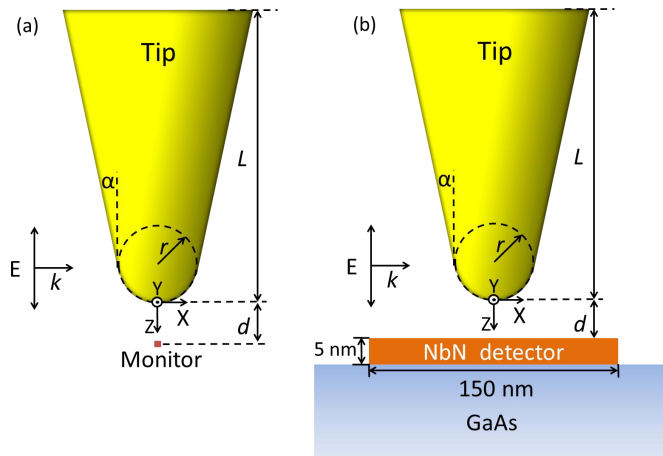 (a)
Tip
L
α
r
E
k
Y
X
Z
d
Monitor
(b)
Tip
L
α
r
E
k
Y
X
Z
d
5 nm
NbN detector
150 nm
GaAs